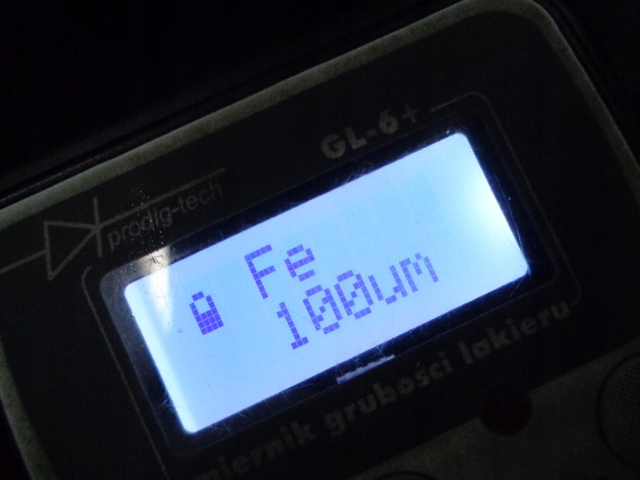 GL-6+
prodig-tech
Fe
100um
miernik grubości lakieru